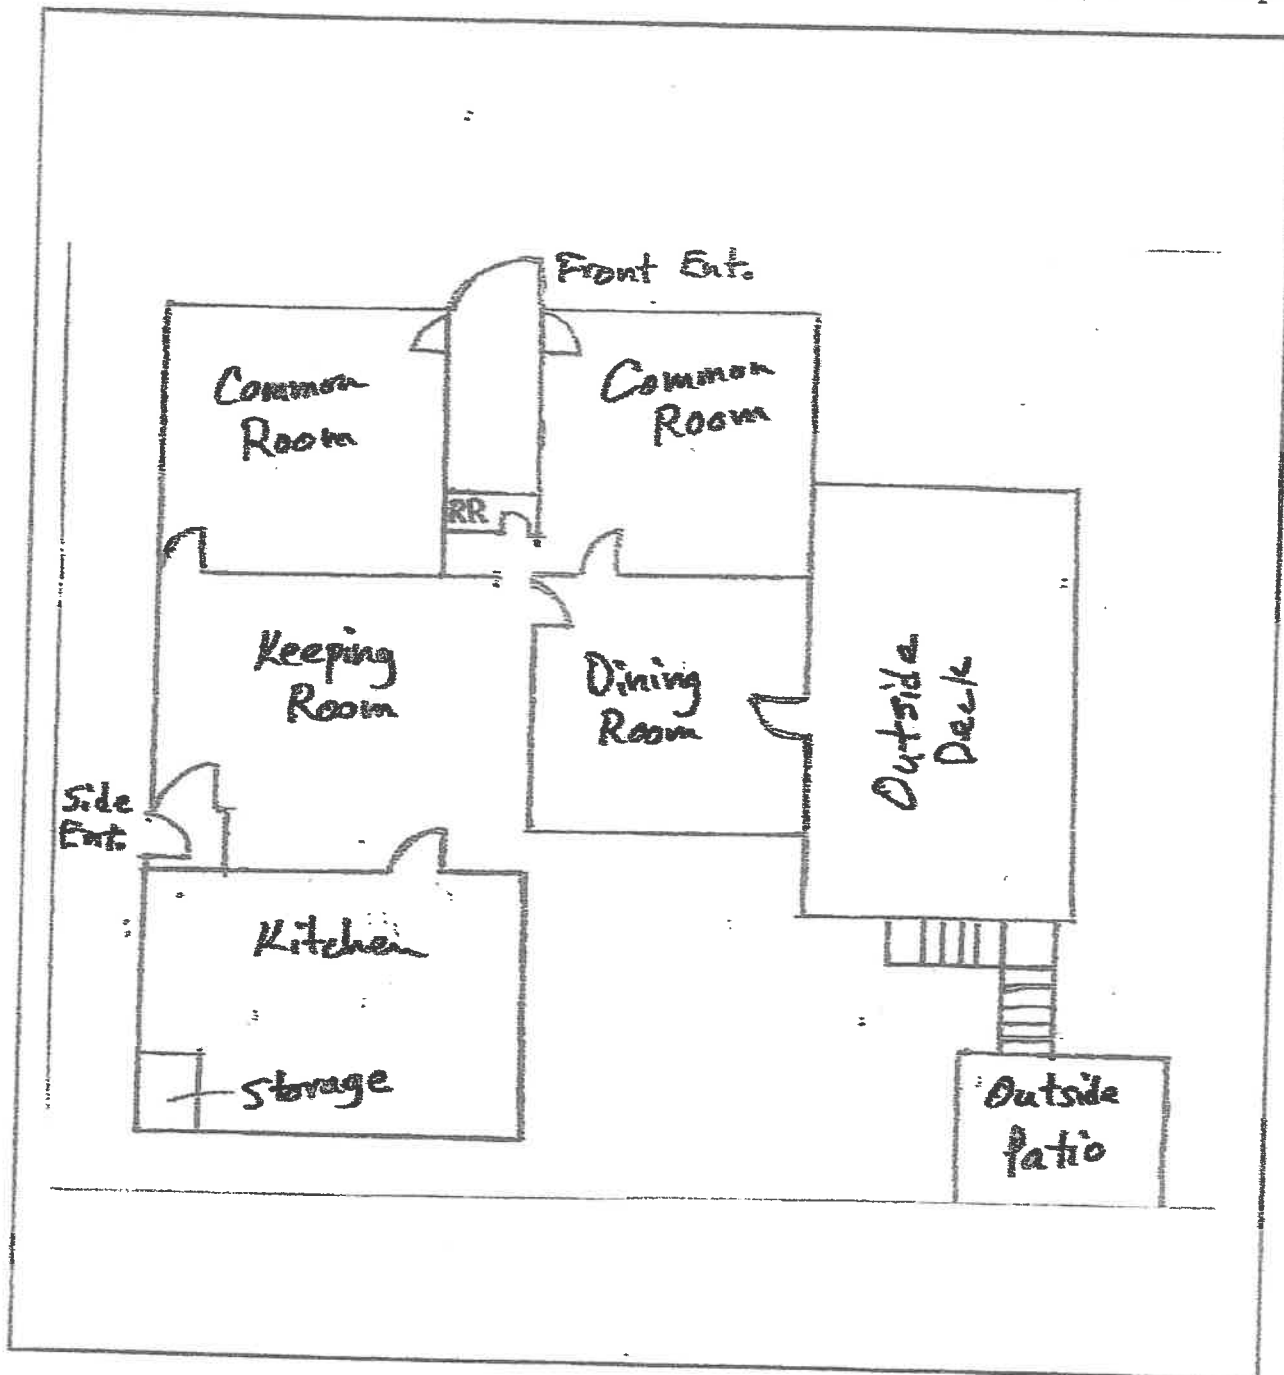 Front Ent.
Common
Room
Common
Room
RR
Keeping
Room
Dining
Room
Outside
Deck
Side
Ent.
Kitchen
Storage
Outside
Patio